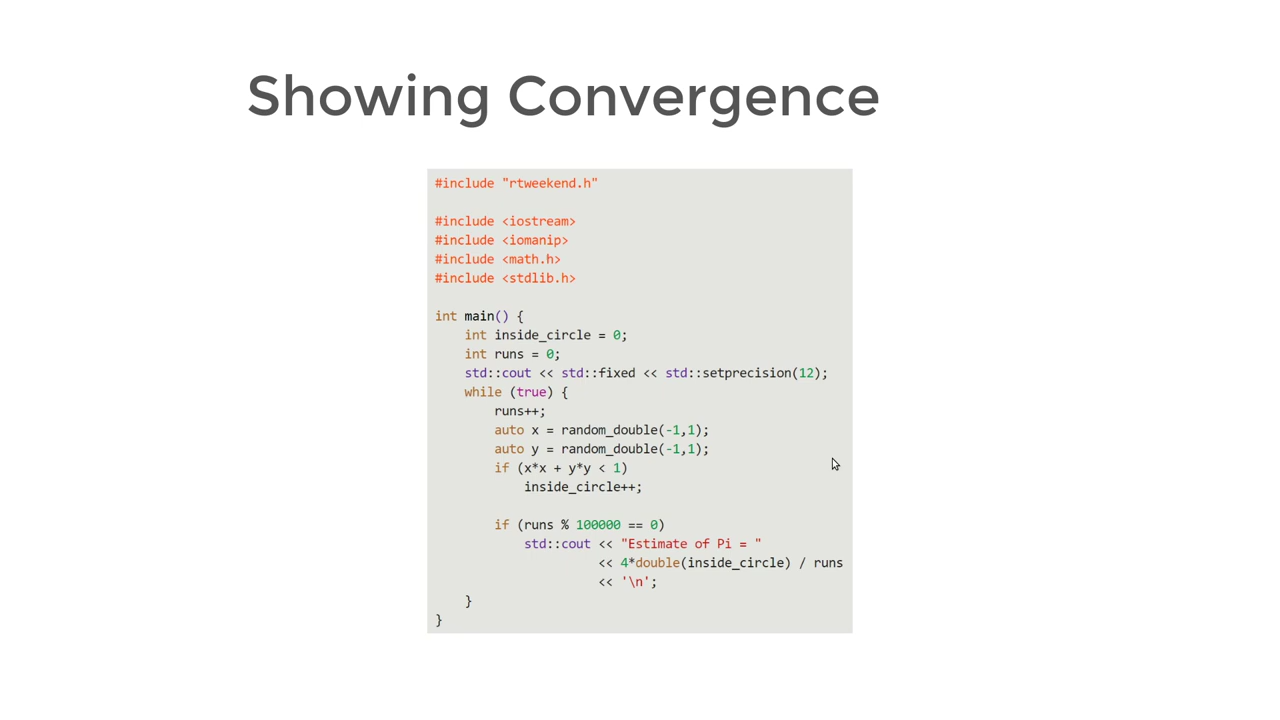 Showing Convergence
#include "rtweekend.h"
#include <iostream>
#include <iomanip>
#include <math.h>
#include <stdlib.h>
int main() {
    int inside_circle = 0;
    int runs = 0;
    std::cout << std::fixed << std::setprecision(12);
    while (true) {
        runs++;
        auto x = random_double(-1,1);
        auto y = random_double(-1,1);
        if (x*x + y*y < 1)
            inside_circle++;
        if (runs % 100000 == 0)
            std::cout << "Estimate of Pi = "
                      << 4*double(inside_circle) / runs
                      << '\n';
    }
}